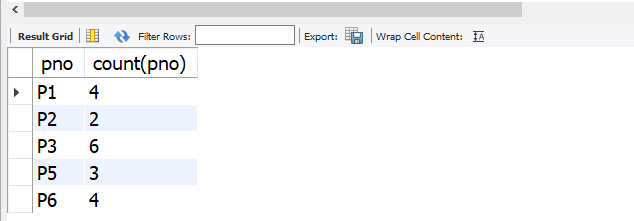 Result Grid Filter Rows: Export: Wrap Cell Content: IA
pno count(pno)
P1 4
P2 2
P3 6
P5 3
P6 4